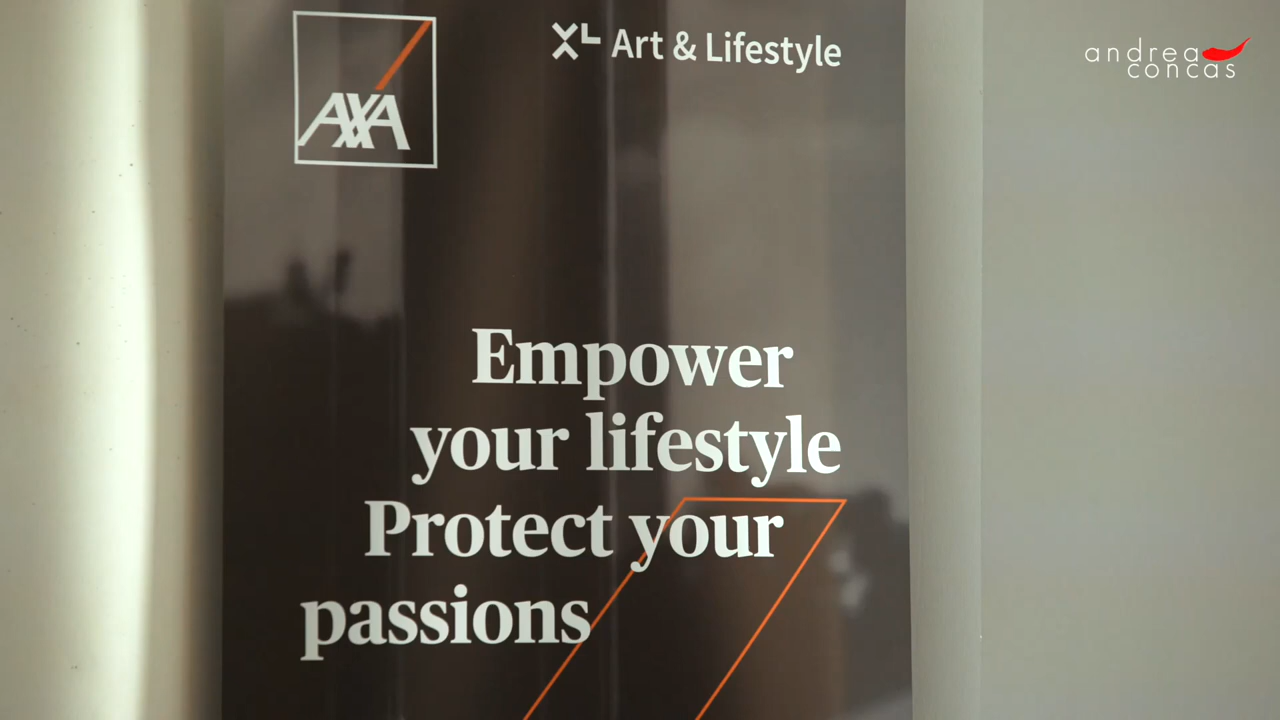 AXA
XL Art & Lifestyle
andrea
concas
Empower
your lifestyle
Protect your
passions